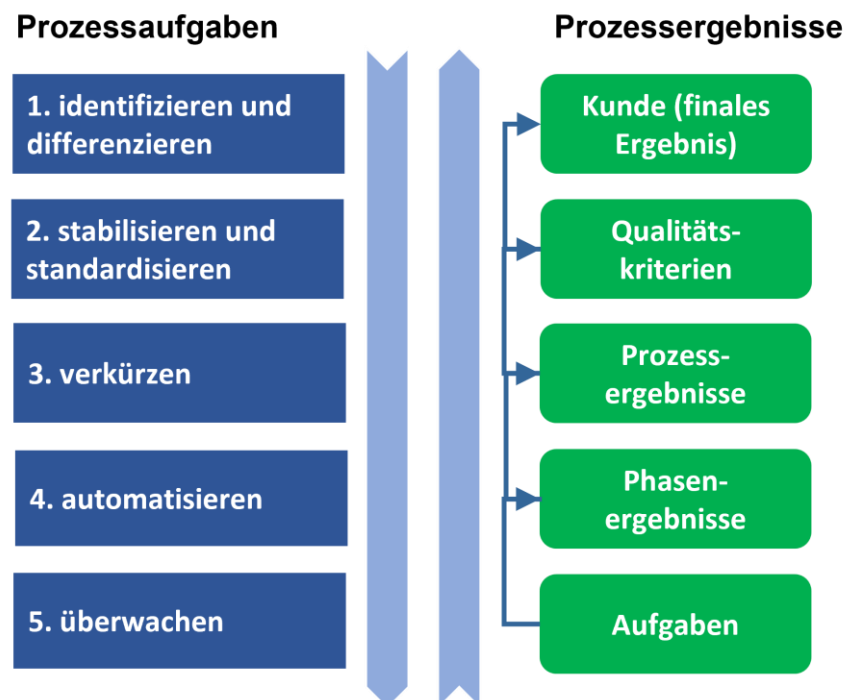 Prozessaufgaben
1. identifizieren und
differenzieren
2. stabilisieren und
standardisieren
3. verkürzen
4. automatisieren
5. überwachen
Prozessergebnisse
Kunde (finales
Ergebnis)
Qualitäts-
kriterien
Prozess-
ergebnisse
Phasen-
ergebnisse
Aufgaben